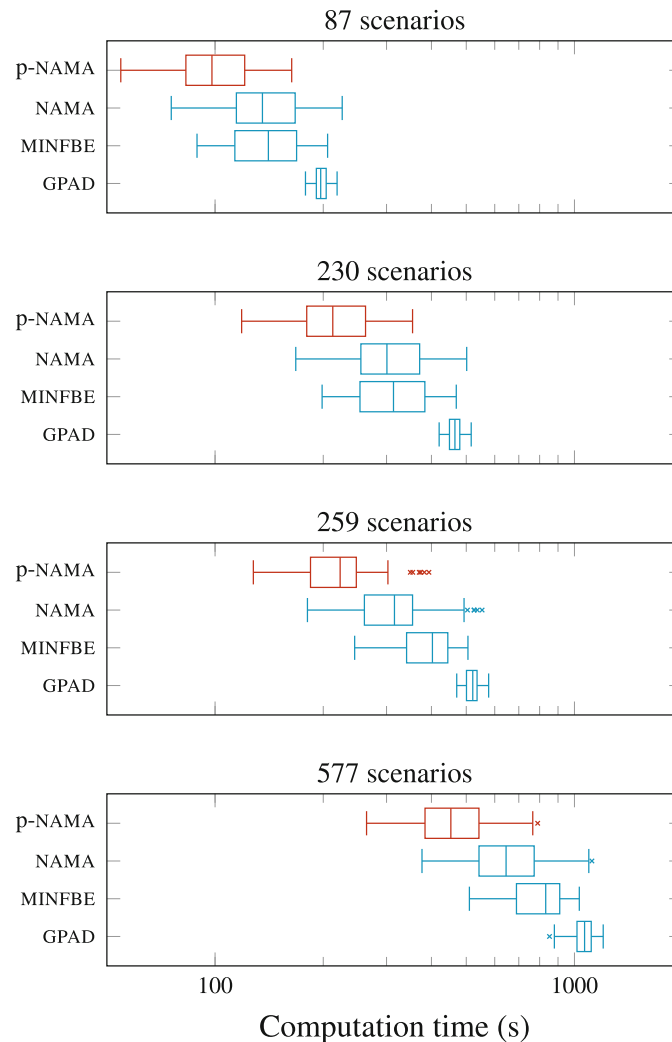 87 scenarios
p-NAMA
NAMA
MINFBE
GPAD
230 scenarios
p-NAMA
NAMA
MINFBE
GPAD
259 scenarios
p-NAMA
NAMA
MINFBE
GPAD
577 scenarios
p-NAMA
NAMA
MINFBE
GPAD
100 1000
Computation time (s)